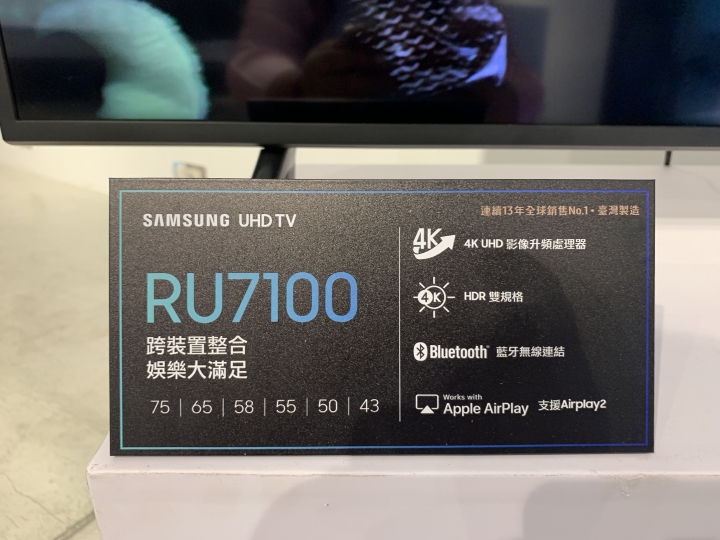 SAMSUNG UHD TV
連續13年全球銷售No.1・臺灣製造
RU7100
跨裝置整合
娛樂大滿足
75 | 65 | 58 | 55 | 50 | 43
4K 4K UHD 影像升頻處理器
4K HDR 雙規格
Bluetooth® 藍牙無線連結
Works with
Apple AirPlay 支援Airplay2